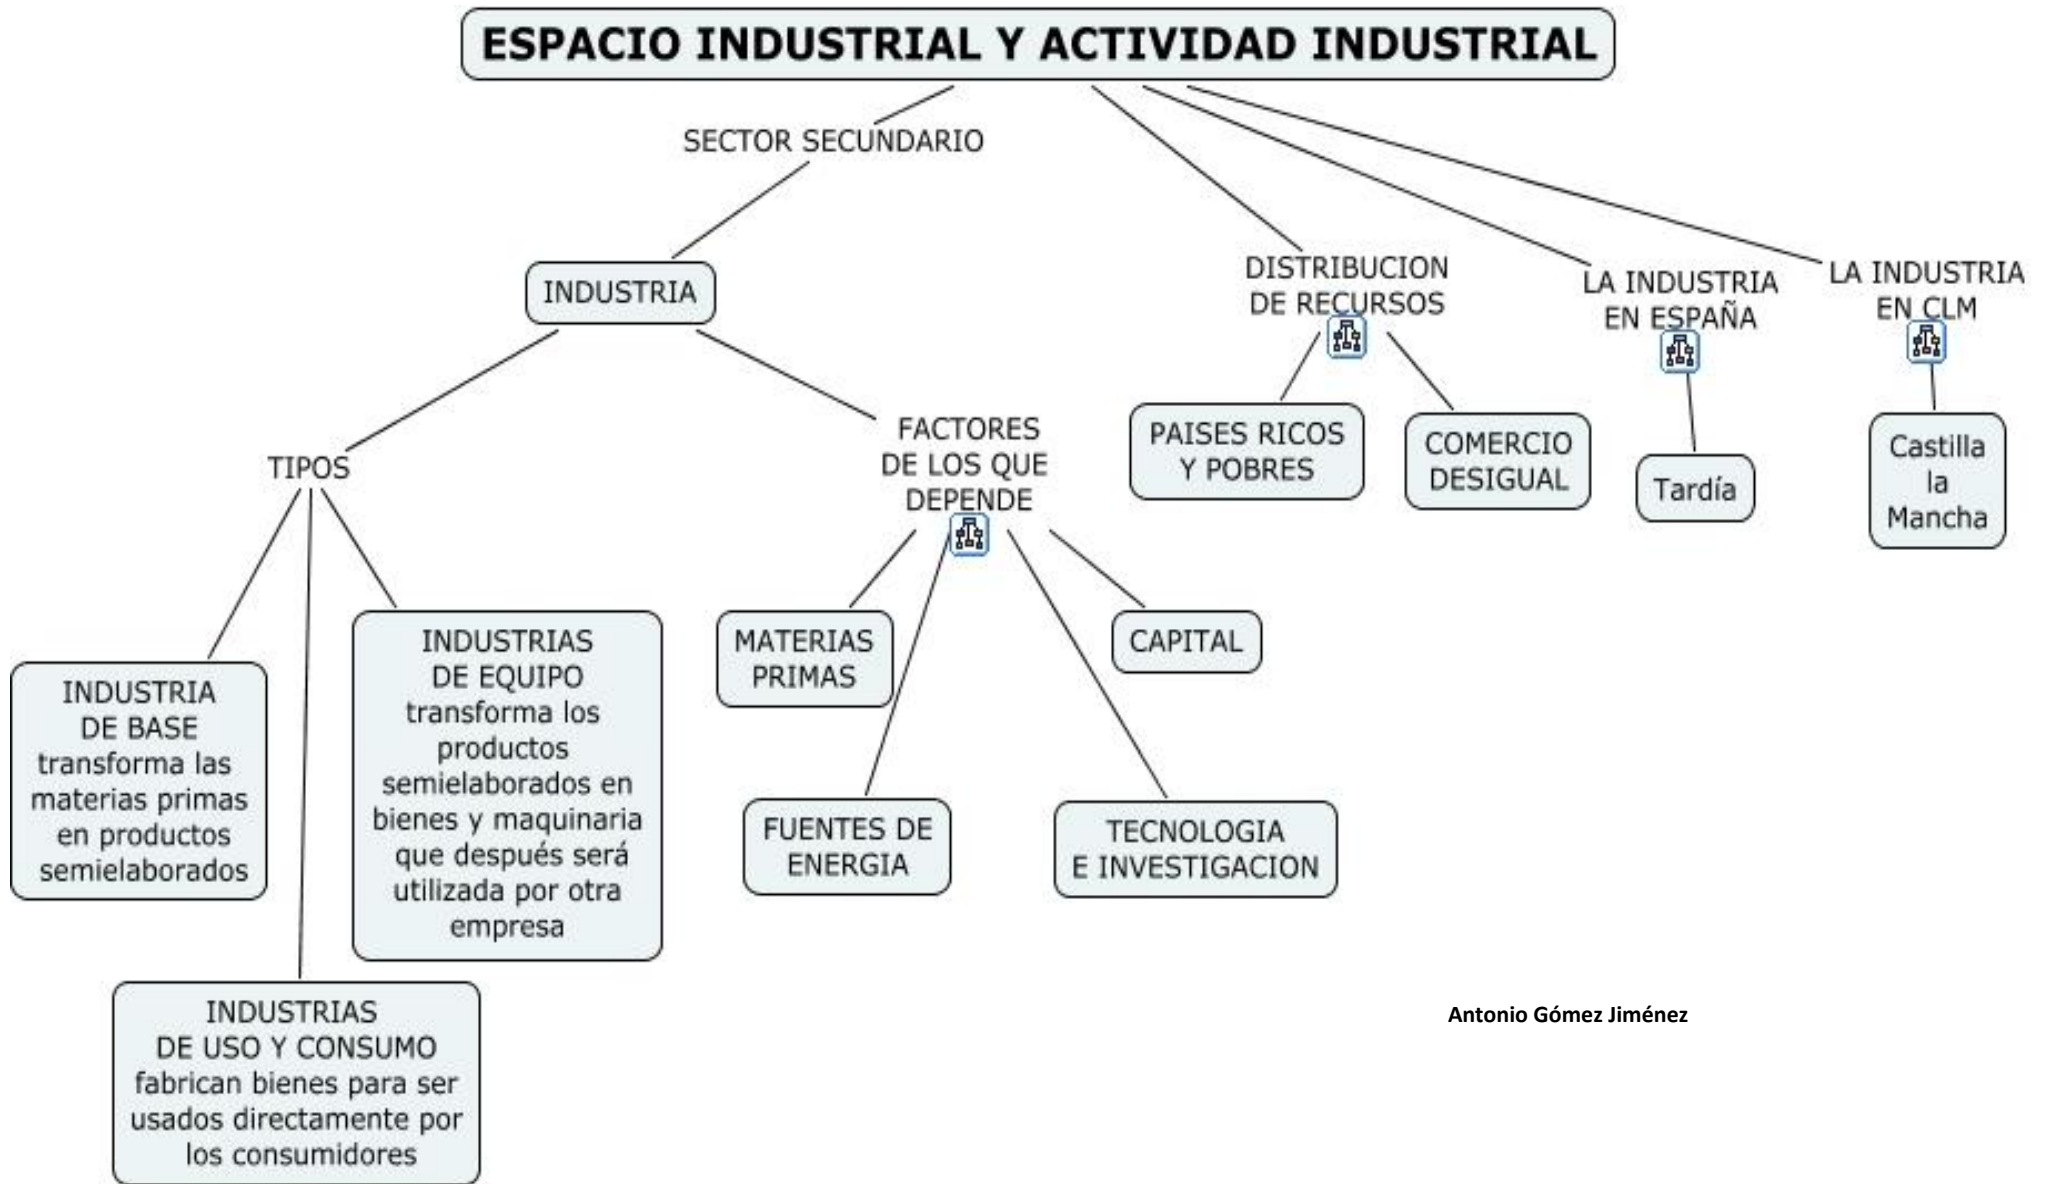 ESPACIO INDUSTRIAL Y ACTIVIDAD INDUSTRIAL
SECTOR SECUNDARIO
INDUSTRIA
DISTRIBUCION
DE RECURSOS
LA INDUSTRIA
EN ESPAÑA
LA INDUSTRIA
EN CLM
TIPOS
FACTORES
DE LOS QUE
DEPENDE
PAISES RICOS
Y POBRES
COMERCIO
DESIGUAL
Tardía
Castilla
la
Mancha
INDUSTRIA
DE BASE
transforma las
materias primas
en productos
semielaborados
INDUSTRIAS
DE EQUIPO
transforma los
productos
semielaborados en
bienes y maquinaria
que después será
utilizada por otra
empresa
MATERIAS
PRIMAS
CAPITAL
FUENTES DE
ENERGIA
TECNOLOGIA
E INVESTIGACION
INDUSTRIAS
DE USO Y CONSUMO
fabrican bienes para ser
usados directamente por
los consumidores
Antonio Gómez Jiménez